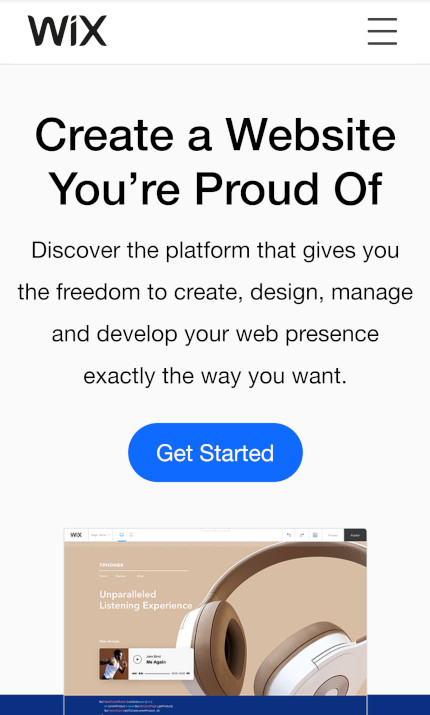 WiX
Create a Website
You're Proud Of
Discover the platform that gives you
the freedom to create, design, manage
and develop your web presence
exactly the way you want.
Get Started
WiX
TPHONES
Unparalleled
Listening Experience
Me Again